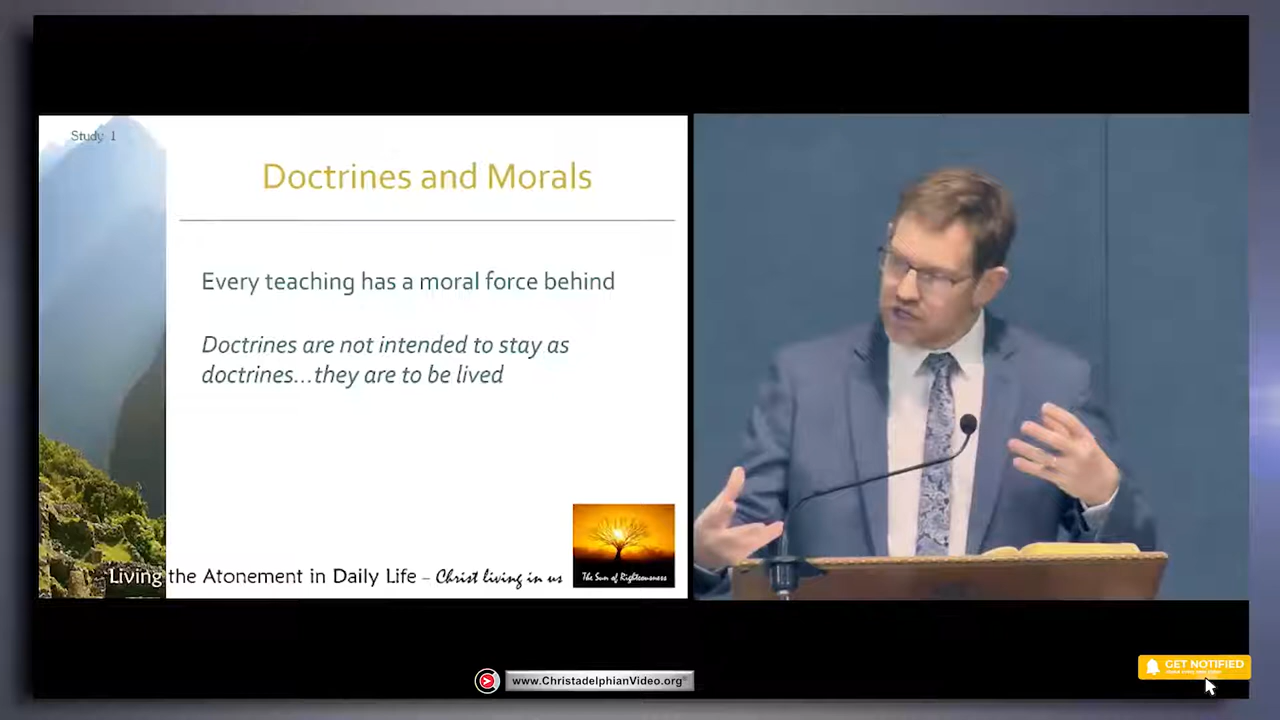 Study 1
Doctrines and Morals
Every teaching has a moral force behind
Doctrines are not intended to stay as
doctrines...they are to be lived
Living the Atonement in Daily Life – Christ living in us
The Sun of Righteousness
www.ChristadelphianVideo.org
GET NOTIFIED